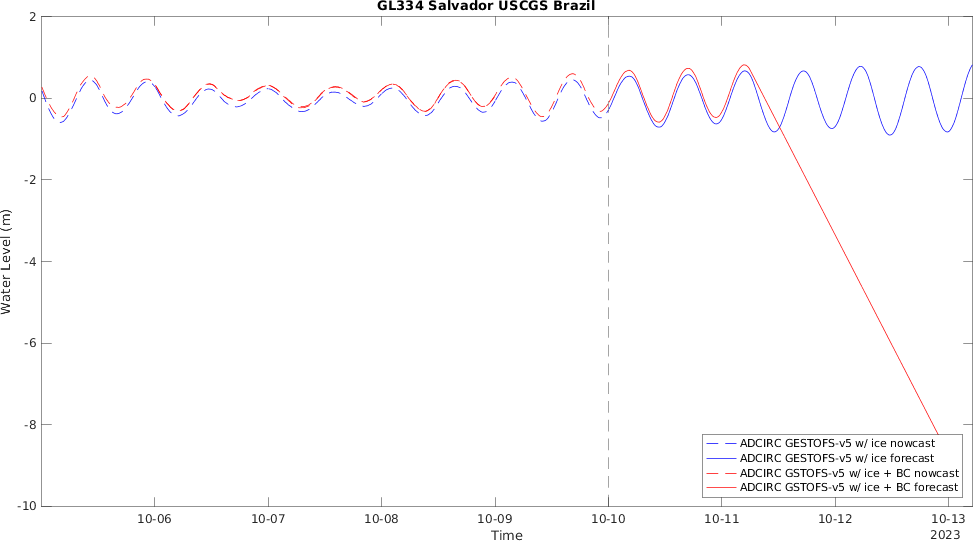 GL334 Salvador USCGS Brazil
2
0
-2
-4
-6
-8
-10
Water Level (m)
ADCIRC GESTOFS-v5 w/ ice nowcast
ADCIRC GESTOFS-v5 w/ ice forecast
ADCIRC GSTOFS-v5 w/ ice + BC nowcast
ADCIRC GSTOFS-v5 w/ ice + BC forecast
10-06 10-07 10-08 10-09 10-10 10-11 10-12 10-13
2023
Time